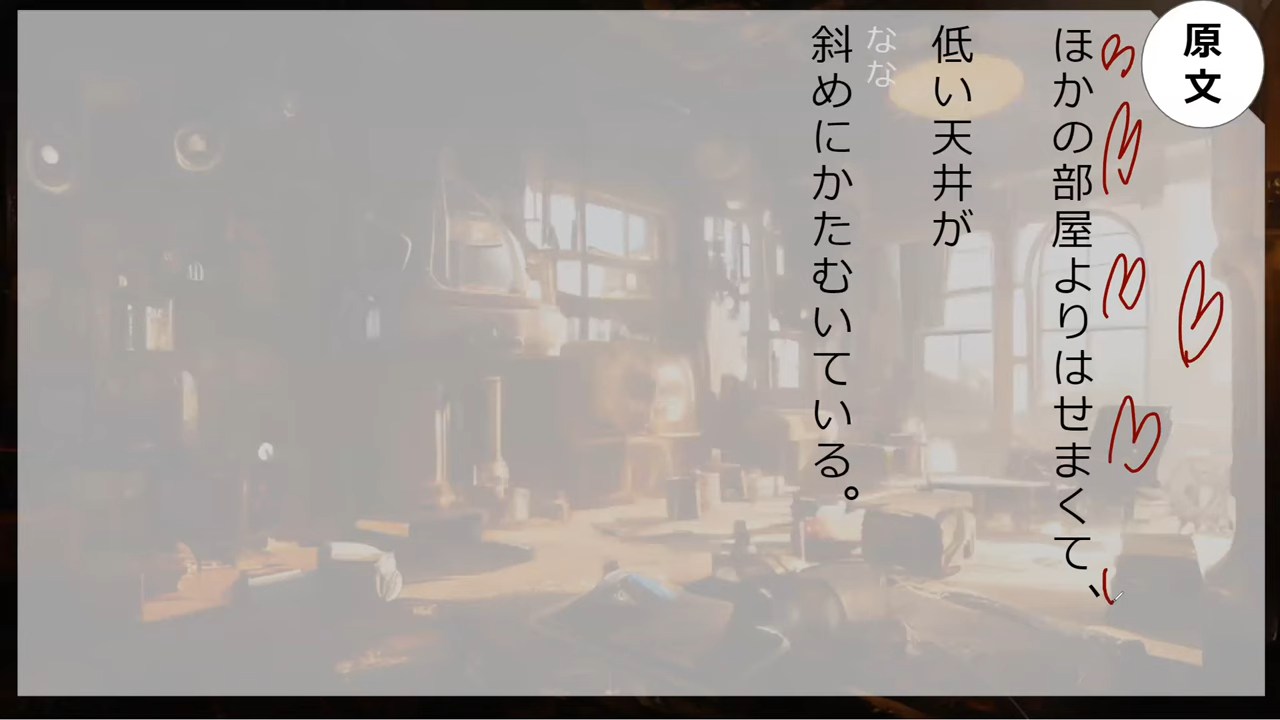 原文
ほかの部屋よりはせまくて、
低い天井が
なな
斜めにかたむいている。